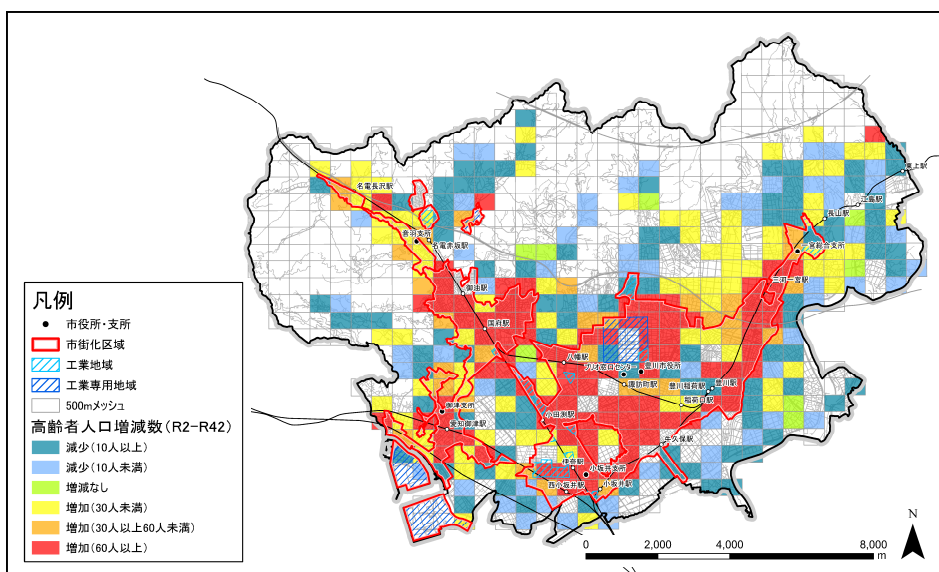 東上駅
江島駅
長山駅
一宮総合支所
三河一宮駅
名電長沢駅
音羽支所
名電赤坂駅
御油駅
国府駅
八幡駅
プリオ窓口センター
豊川市役所
諏訪町駅
豊川稲荷駅
豊川駅
稲荷口駅
御津支所
愛知御津駅
小田渕駅
牛久保駅
伊奈駅
小坂井支所
西小坂井駅
小坂井駅
凡例
市役所・支所
市街化区域
工業地域
工業専用地域
500mメッシュ
高齢者人口増減数(R2-R42)
減少(10人以上)
減少(10人未満)
増減なし
増加(30人未満)
増加(30人以上60人未満)
増加(60人以上)
N
0 2,000 4,000 8,000
m